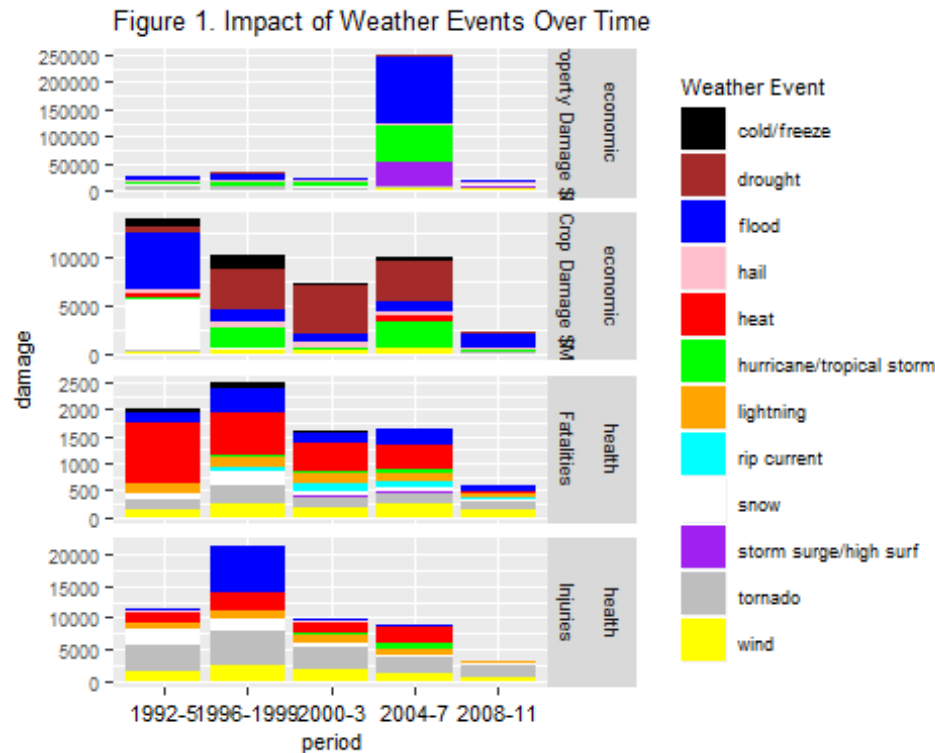 Figure 1. Impact of Weather Events Over Time
damage
250000
200000
150000
100000
50000
0
economic
10000
5000
0
Crop Damage $M
economic
2500
2000
1500
1000
500
0
Fatalities
health
20000
15000
10000
5000
0
Injuries
health
1992-5 1996-1999 2000-3 2004-7 2008-11
period
Weather Event
cold/freeze
drought
flood
hail
heat
hurricane/tropical storm
lightning
rip current
snow
storm surge/high surf
tornado
wind